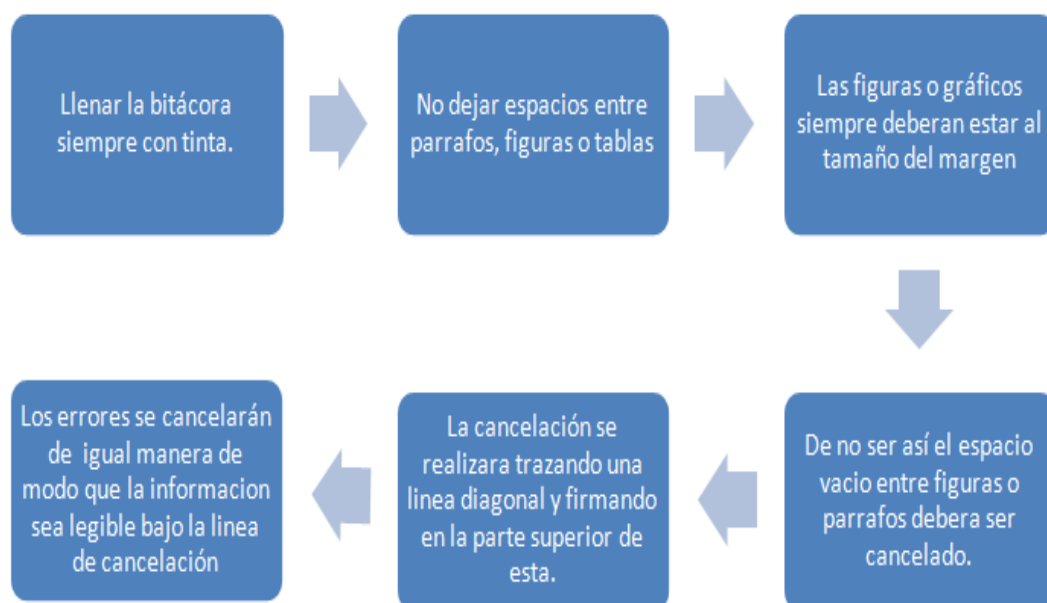 Llenar la bitácora
siempre con tinta.
No dejar espacios entre
parrafos, figuras o tablas
Las figuras o gráficos
siempre deberan estar al
tamaño del margen
De no ser así el espacio
vacio entre figuras o
parrafos debera ser
cancelado.
La cancelación se
realizara trazando una
linea diagonal y firmando
en la parte superior de
esta.
Los errores se cancelarán
de igual manera de
modo que la informacion
sea legible bajo la linea
de cancelación